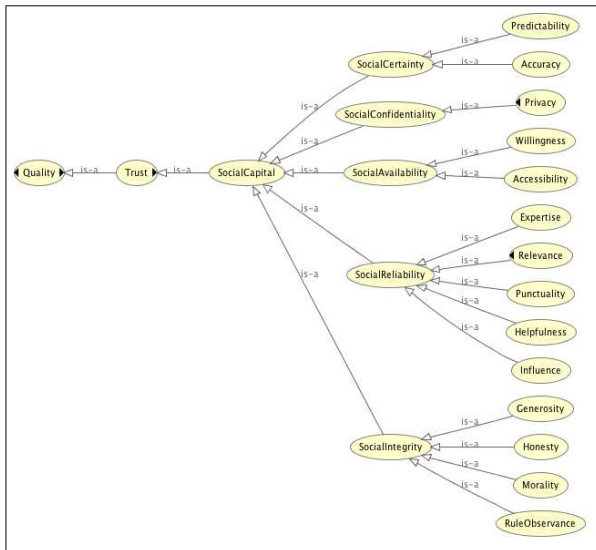 Predictability
is-a
SocialCertainty
is-a
Accuracy
is-a
SocialConfidentiality
is-a
Privacy
is-a
Willingness
is-a
Quality
is-a
Trust
is-a
SocialCapital
is-a
SocialAvailability
is-a
Accessibility
is-a
Expertise
is-a
is-a
Relevance
SocialReliability
is-a
Punctuality
is-a
Helpfulness
is-a
Influence
is-a
Generosity
is-a
SocialIntegrity
is-a
Honesty
is-a
Morality
is-a
RuleObservance